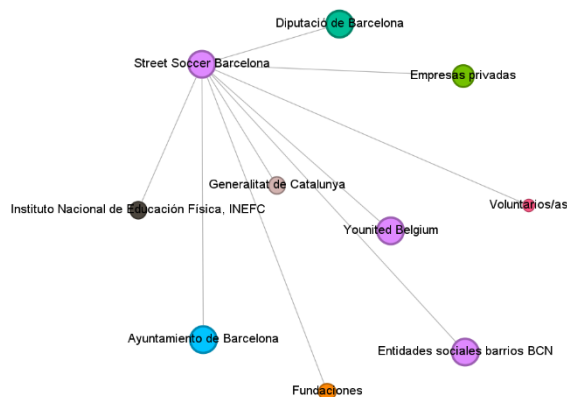 Diputació de Barcelona
Street Soccer Barcelona
Empresas privadas
Generalitat de Catalunya
Voluntários/as
Instituto Nacional de Educación Física, INEFC
Younited Belgium
Ayuntamiento de Barcelona
Entidades sociales barrios BCN
Fundaciones